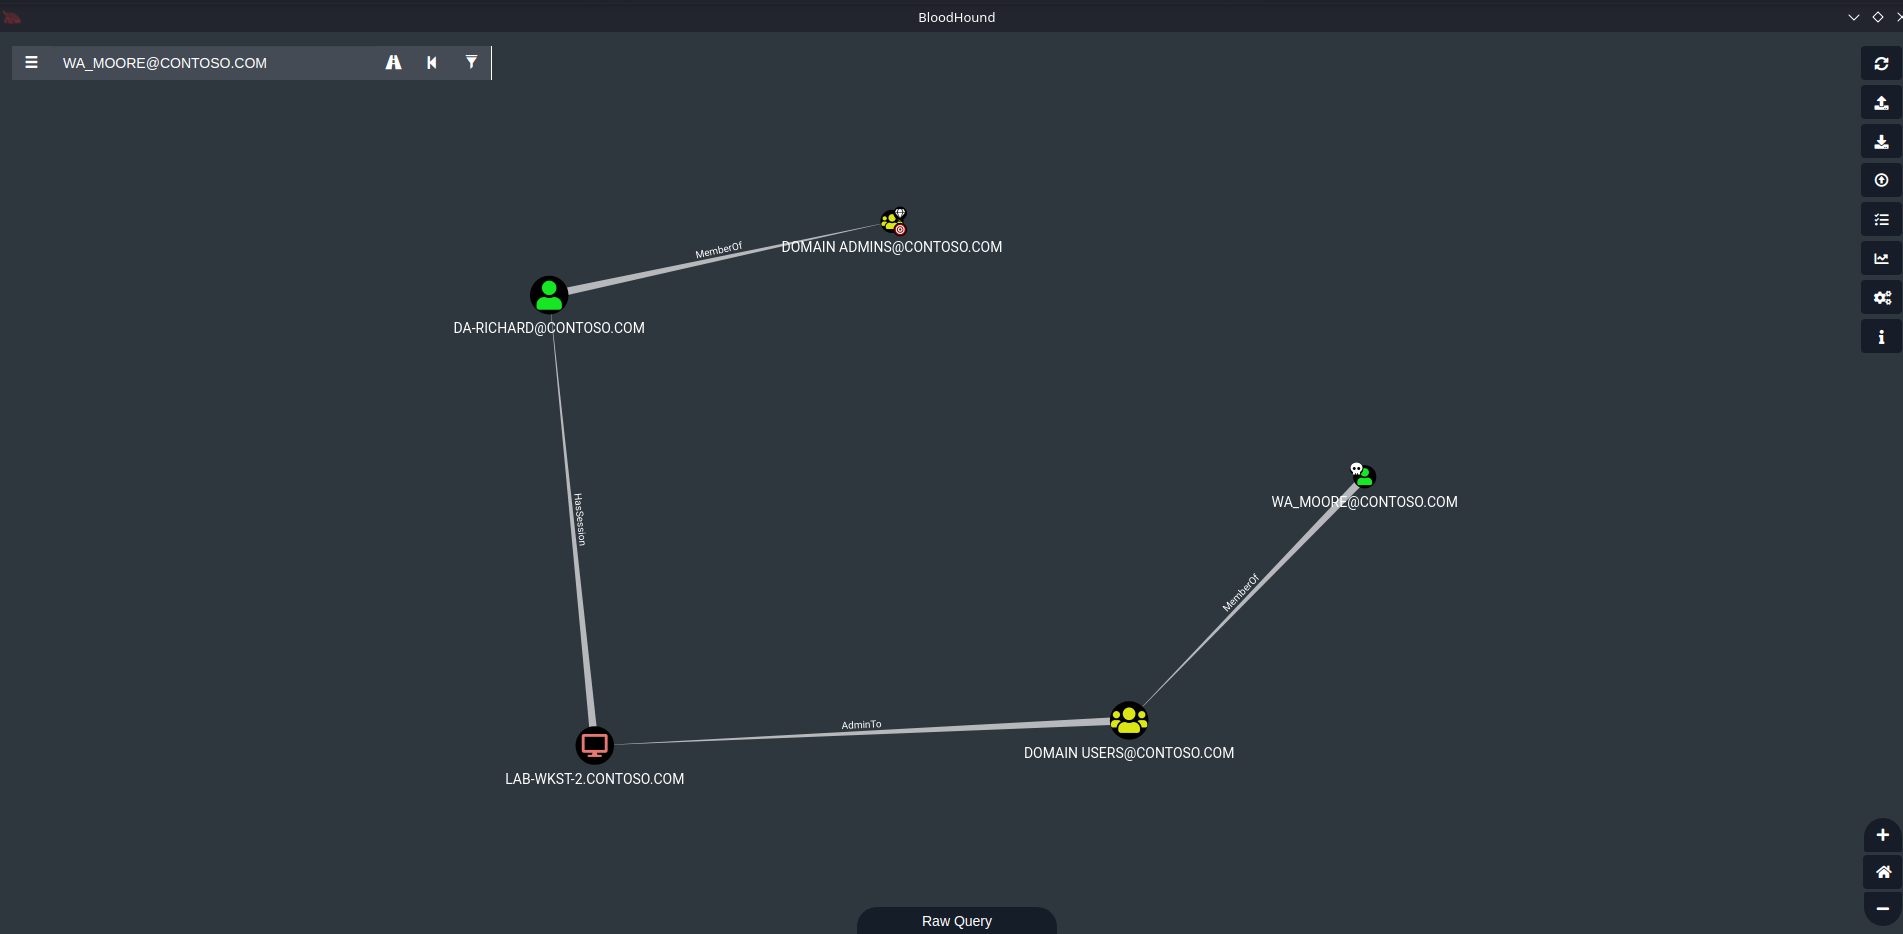 BloodHound
WA_MOORE@CONTOSO.COM
MemberOf
DOMAIN ADMINS@CONTOSO.COM
DA-RICHARD@CONTOSO.COM
HasSession
WA_MOORE@CONTOSO.COM
MemberOf
AdminTo
DOMAIN USERS@CONTOSO.COM
LAB-WKST-2.CONTOSO.COM
Raw Query